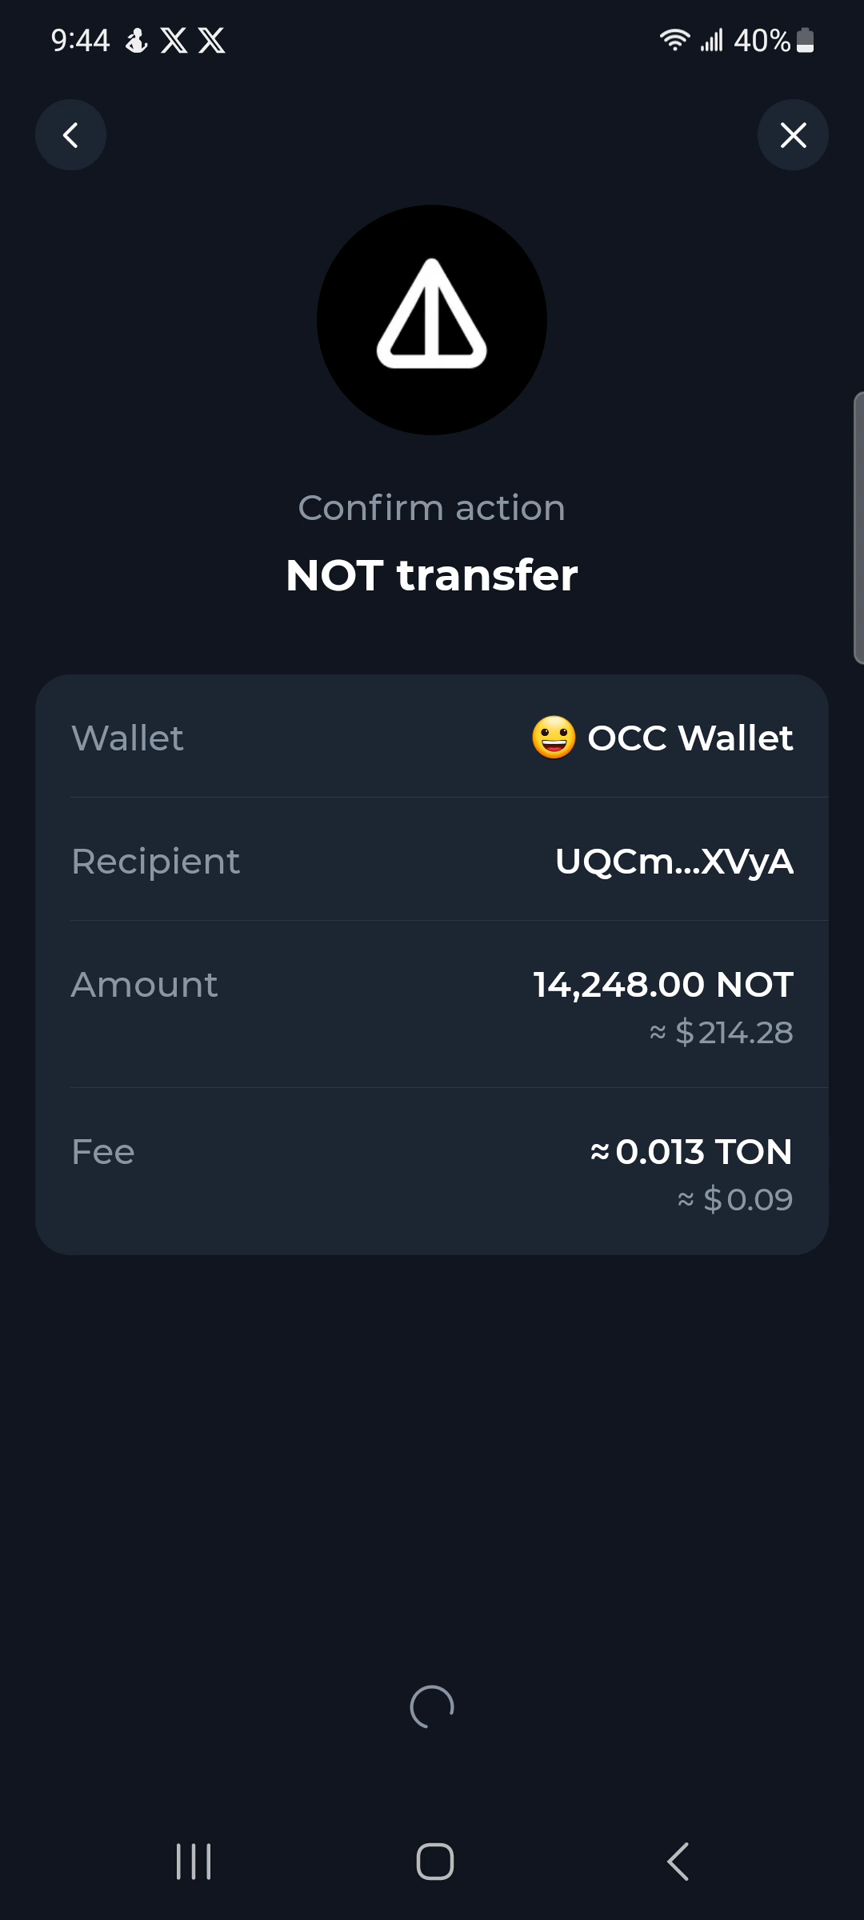 9:44
40%
Confirm action
NOT transfer
Wallet 😀 OCC Wallet
Recipient UQCm...XVyA
Amount 14,248.00 NOT
≈ $214.28
Fee ≈ 0.013 TON
≈ $0.09